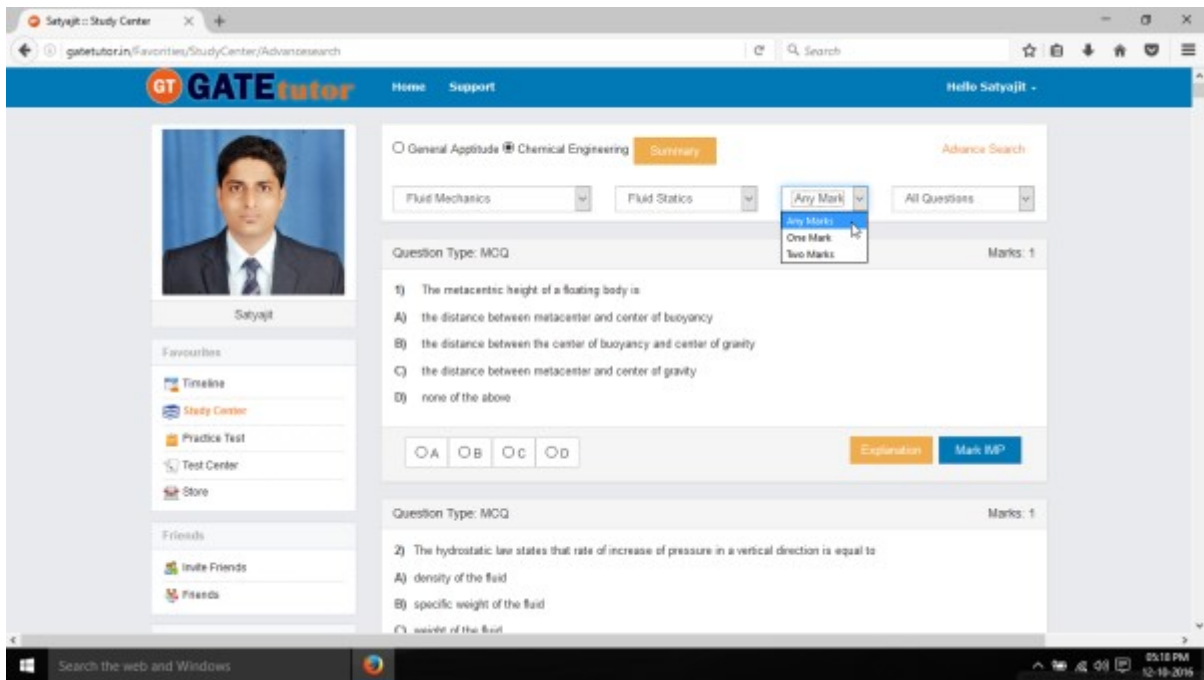 Satyajit :: Study Center
gatetutor.in/Favorities/StudyCenter/Advancesearch
Search
GT GATEtutor Home Support Hello Satyajit
General Apptitude Chemical Engineering Summary Advance Search
Fluid Mechanics Fluid Statics Any Mark All Questions
Any Marks
One Mark
Two Marks
Satyajit
Favourites
Timeline
Study Center
Practice Test
Test Center
Store
Friends
Invite Friends
Friends
Question Type: MCQ Marks: 1
1) The metacentric height of a floating body is
A) the distance between metacenter and center of buoyancy
B) the distance between the center of buoyancy and center of gravity
C) the distance between metacenter and center of gravity
D) none of the above
A B C D Explanation Mark IMP
Question Type: MCQ Marks: 1
2) The hydrostatic law states that rate of increase of pressure in a vertical direction is equal to
A) density of the fluid
B) specific weight of the fluid
C) weight of the fluid
Search the web and Windows
05:18 PM
12-10-2016